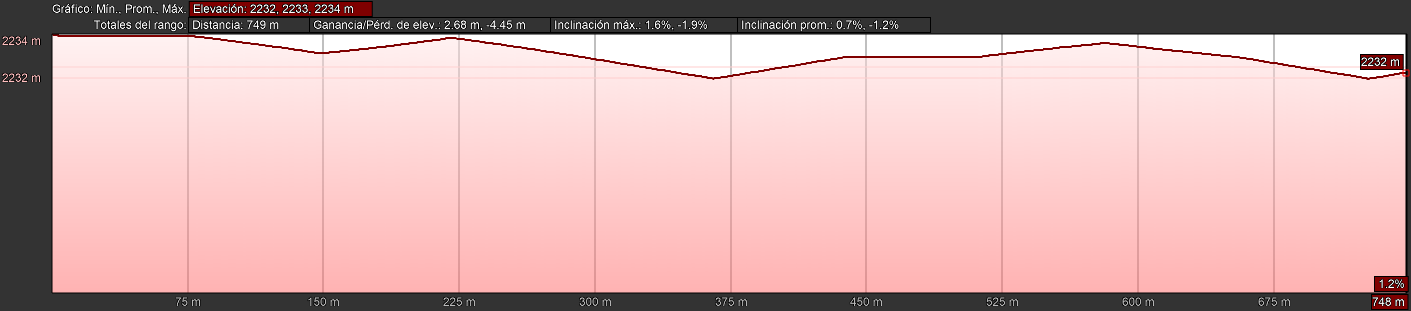 Gráfico: Mín., Prom., Máx. Elevación: 2232, 2233, 2234 m
Totales del rango: Distancia: 749 m Ganancia/Pérd. de elev.: 2.68 m, -4.45 m Inclinación máx.: 1.6%, -1.9% Inclinación prom.: 0.7%, -1.2%
2234 m
2232 m
2232 m
1.2%
75 m 150 m 225 m 300 m 375 m 450 m 525 m 600 m 675 m 748 m